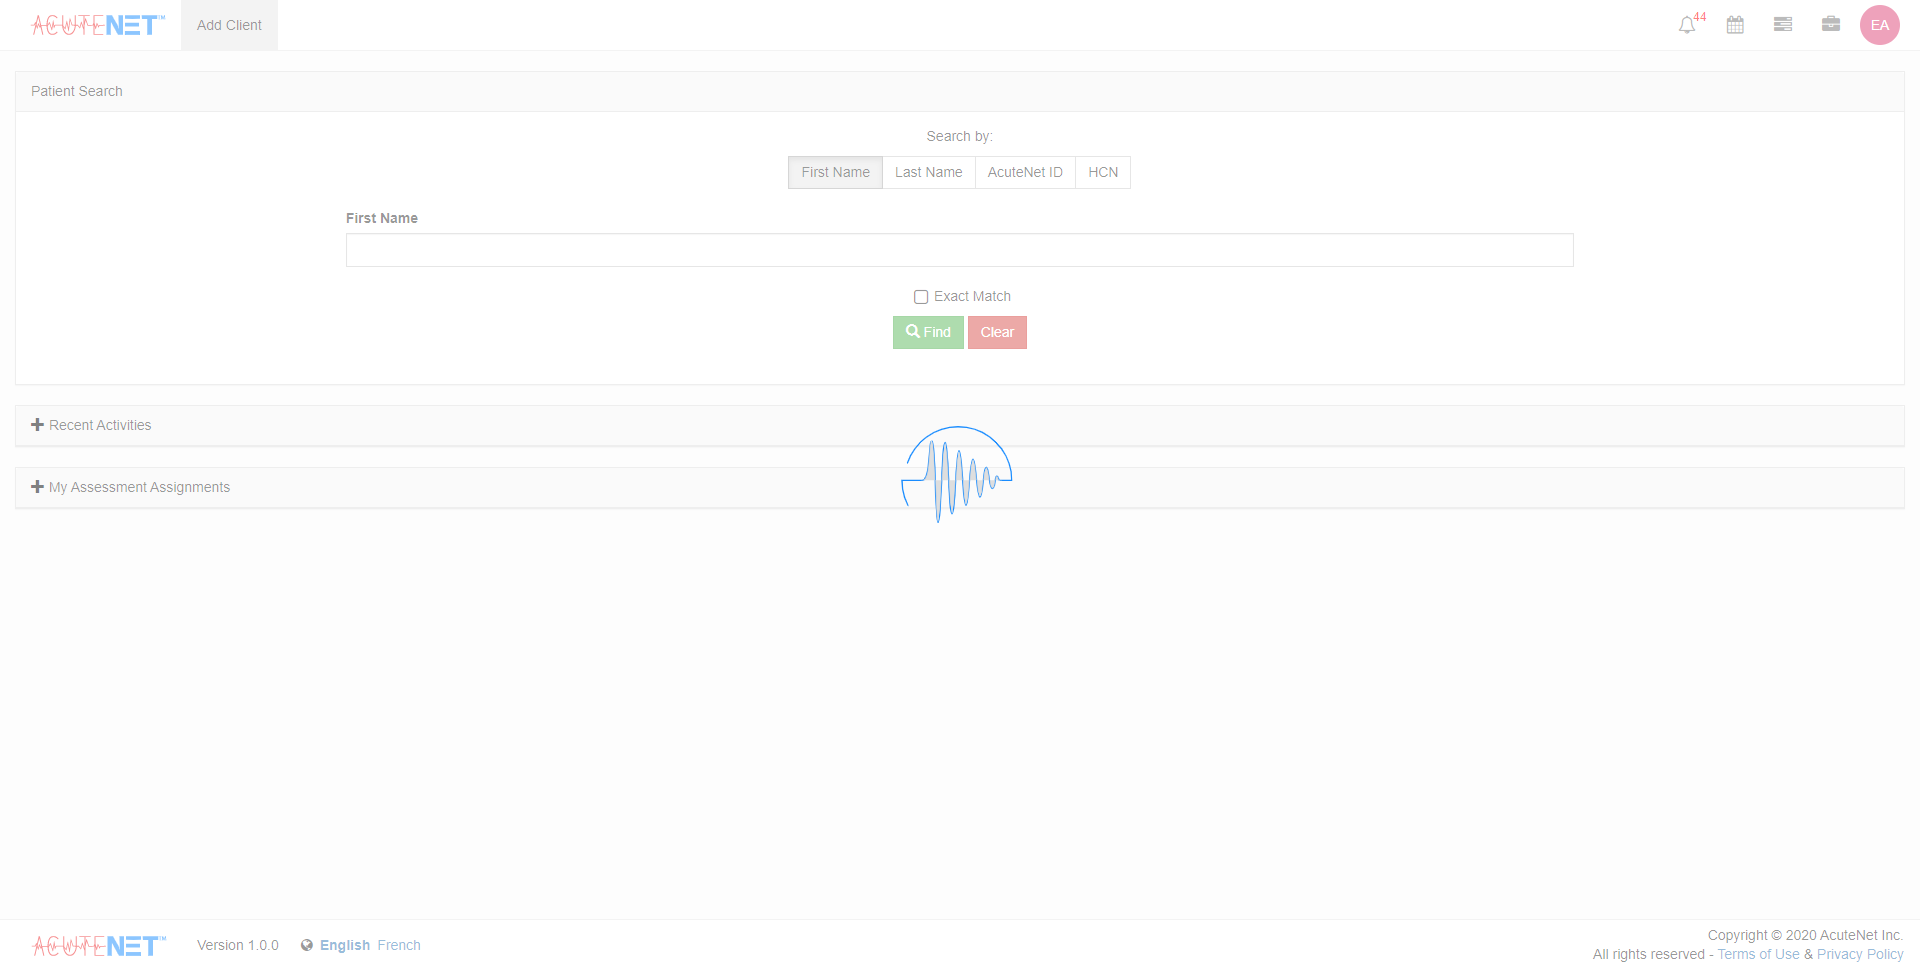 ACUTENET™ Add Client 44 EA
Patient Search
Search by:
First Name Last Name AcuteNet ID HCN
First Name
Exact Match
Find Clear
Recent Activities
My Assessment Assignments
ACUTENET™ Version 1.0.0 English French
Copyright © 2020 AcuteNet Inc.
All rights reserved - Terms of Use & Privacy Policy